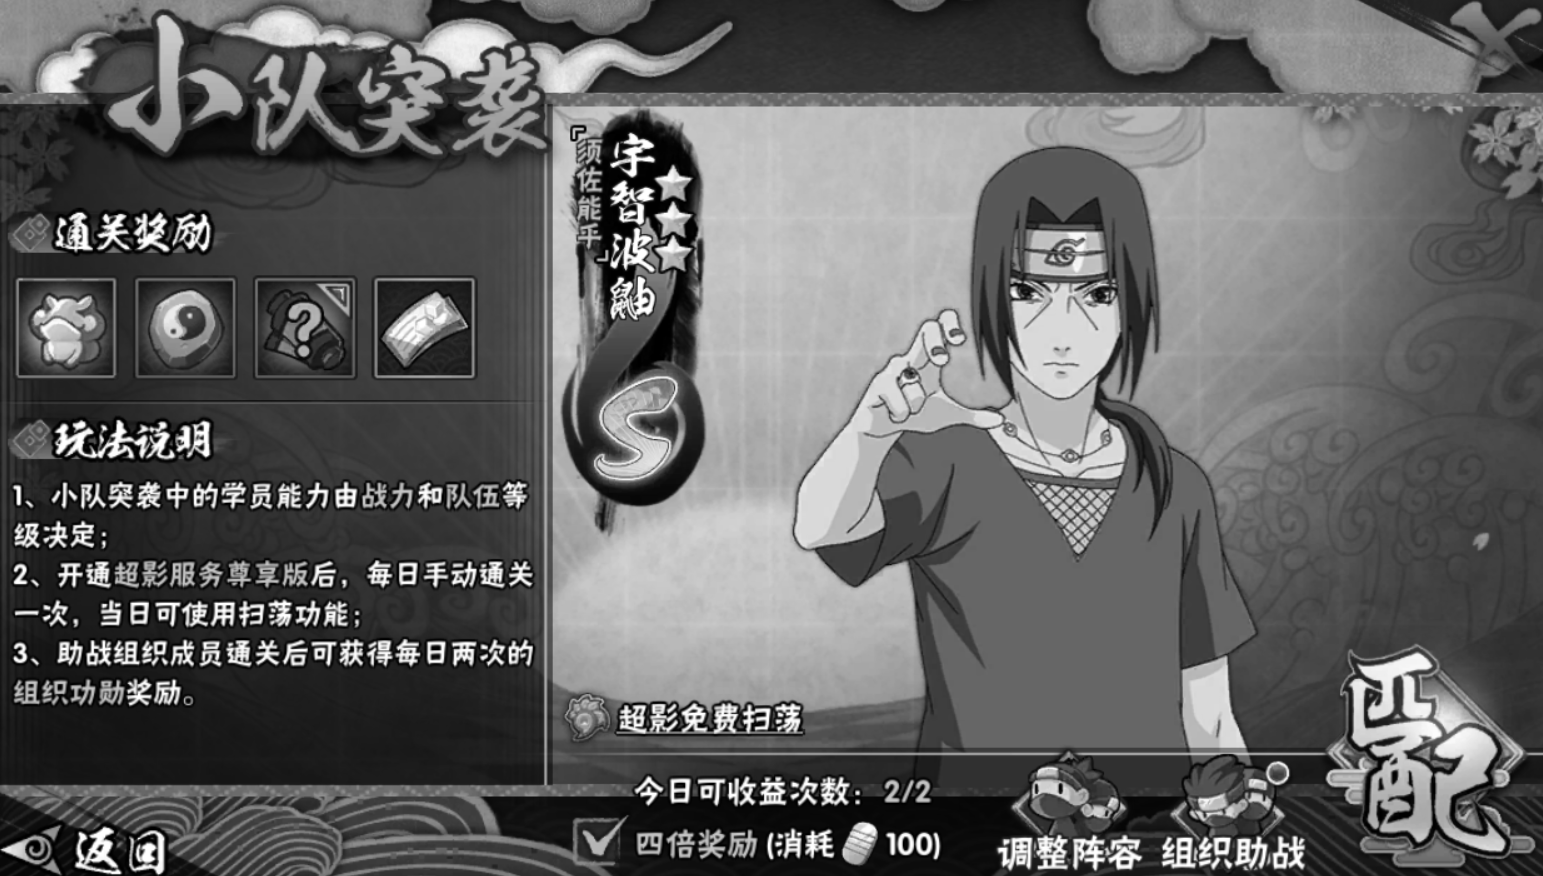 小队突袭
通关奖励
玩法说明
1、小队突袭中的学员能力由战力和队伍等
级决定；
2、开通超影服务尊享版后，每日手动通关
一次，当日可使用扫荡功能；
3、助战组织成员通关后可获得每日两次的
组织功勋奖励。
「须佐能乎」
宇智波鼬
S
超影免费扫荡
今日可收益次数：2/2
四倍奖励(消耗 100)
调整阵容
组织助战
匹配
返回